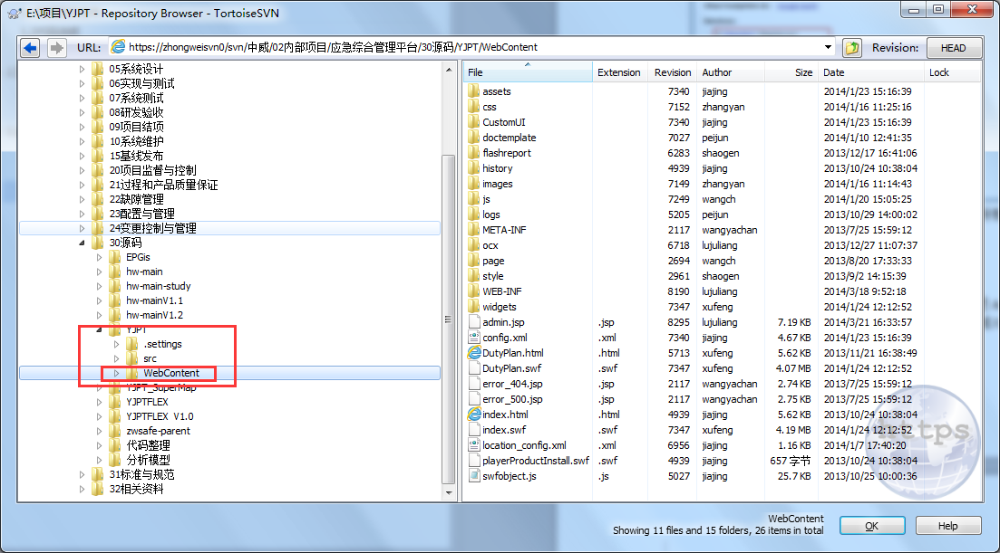 E:\项目\YJPT - Repository Browser - TortoiseSVN
URL: https://zhongweisvn0/svn/中威/02内部项目/应急综合管理平台/30源码/YJPT/WebContent Revision: HEAD
05系统设计
06实现与测试
07系统测试
08研发验收
09项目结项
10系统维护
15基线发布
20项目监督与控制
21过程和产品质量保证
22缺陷管理
23配置与管理
24变更控制与管理
30源码
EPGis
hw-main
hw-main-study
hw-mainV1.1
hw-mainV1.2
YJPT
.settings
src
WebContent
YJPT_SuperMap
YJPTFLEX
YJPTFLEX V1.0
zwsafe-parent
代码整理
分析模型
31标准与规范
32相关资料
File Extension Revision Author Size Date Lock
assets 7340 jiajing 2014/1/23 15:16:39
css 7152 zhangyan 2014/1/16 11:25:16
CustomUI 7340 jiajing 2014/1/23 15:16:39
doctemplate 7027 peijun 2014/1/10 12:41:35
flashreport 6283 shaogen 2013/12/17 16:41:06
history 4939 jiajing 2013/10/24 10:38:04
images 7149 zhangyan 2014/1/16 11:14:43
js 7249 wangch 2014/1/20 15:05:25
logs 5205 peijun 2013/10/29 14:00:02
META-INF 2117 wangyachan 2013/7/25 15:59:12
ocx 6718 lujuliang 2013/12/27 11:07:37
page 2694 wangch 2013/8/20 17:33:33
style 2961 shaogen 2013/9/2 14:15:39
WEB-INF 8190 lujuliang 2014/3/18 9:52:18
widgets 7347 xufeng 2014/1/24 12:12:52
admin.jsp .jsp 8295 lujuliang 7.19 KB 2014/3/21 16:33:57
config.xml .xml 7340 jiajing 4.67 KB 2014/1/23 15:16:39
DutyPlan.html .html 5713 xufeng 5.62 KB 2013/11/21 16:38:49
DutyPlan.swf .swf 7347 xufeng 4.07 MB 2014/1/24 12:12:52
error_404.jsp .jsp 2117 wangyachan 2.74 KB 2013/7/25 15:59:12
error_500.jsp .jsp 2117 wangyachan 2.75 KB 2013/7/25 15:59:12
index.html .html 4939 jiajing 5.62 KB 2013/10/24 10:38:04
index.swf .swf 7347 xufeng 4.19 MB 2014/1/24 12:12:52
location_config.xml .xml 6956 jiajing 1.16 KB 2014/1/7 17:40:20
playerProductInstall.swf .swf 4939 jiajing 657 字节 2013/10/24 10:38:04
swfobject.js .js 5027 jiajing 25.7 KB 2013/10/25 10:00:36
https
WebContent
Showing 11 files and 15 folders, 26 items in total
OK Help